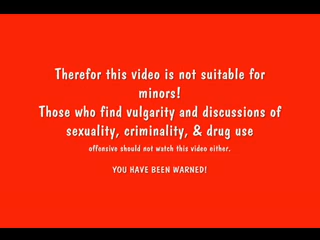 Therefor this video is not suitable for
minors!
Those who find vulgarity and discussions of
sexuality, criminality, & drug use
offensive should not watch this video either.
YOU HAVE BEEN WARNED!